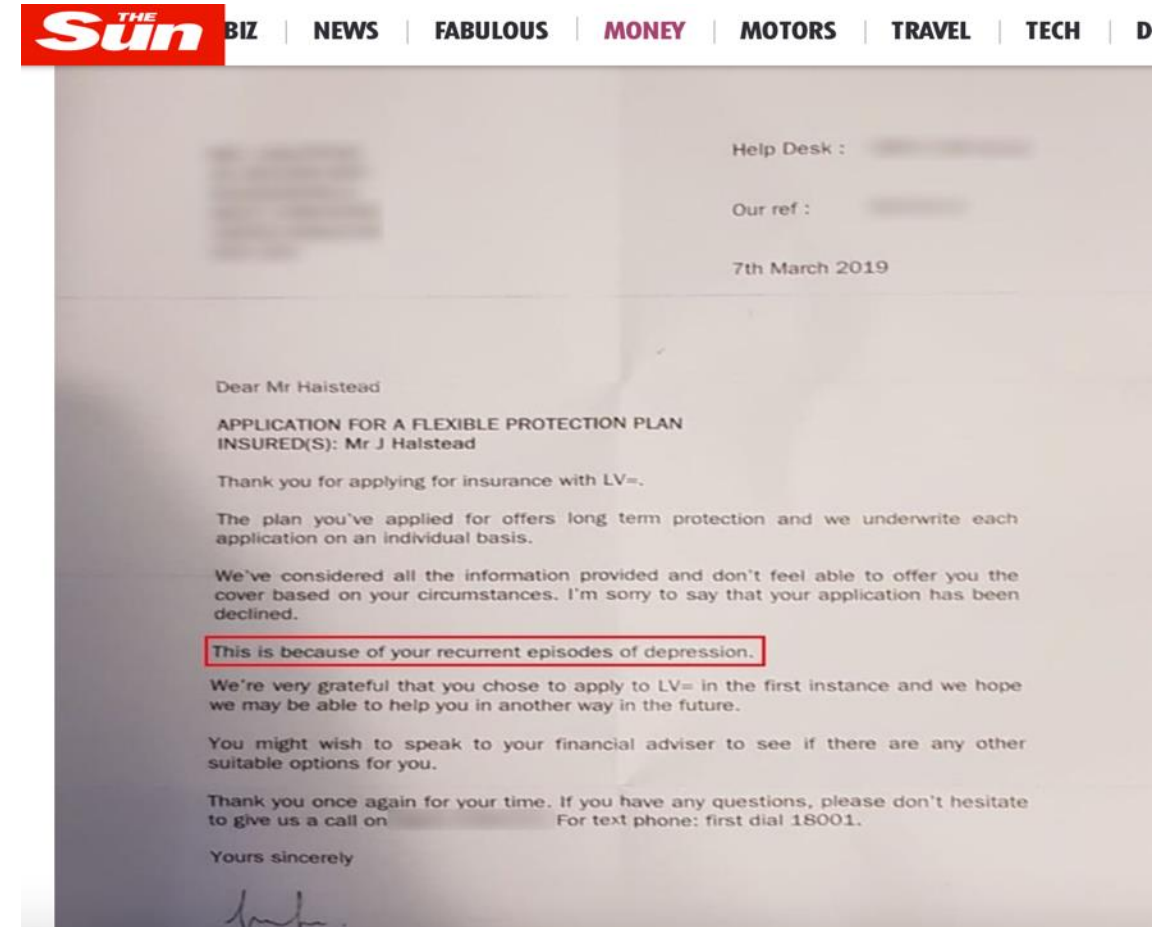 THE
Sun
BIZ | NEWS | FABULOUS | MONEY | MOTORS | TRAVEL | TECH | D
Help Desk :
Our ref :
7th March 2019
Dear Mr Halstead
APPLICATION FOR A FLEXIBLE PROTECTION PLAN
INSURED(S): Mr J Halstead
Thank you for applying for insurance with LV=.
The plan you've applied for offers long term protection and we underwrite each
application on an individual basis.
We've considered all the information provided and don't feel able to offer you the
cover based on your circumstances. I'm sorry to say that your application has been
declined.
This is because of your recurrent episodes of depression.
We're very grateful that you chose to apply to LV= in the first instance and we hope
we may be able to help you in another way in the future.
You might wish to speak to your financial adviser to see if there are any other
suitable options for you.
Thank you once again for your time. If you have any questions, please don't hesitate
to give us a call on For text phone: first dial 18001.
Yours sincerely